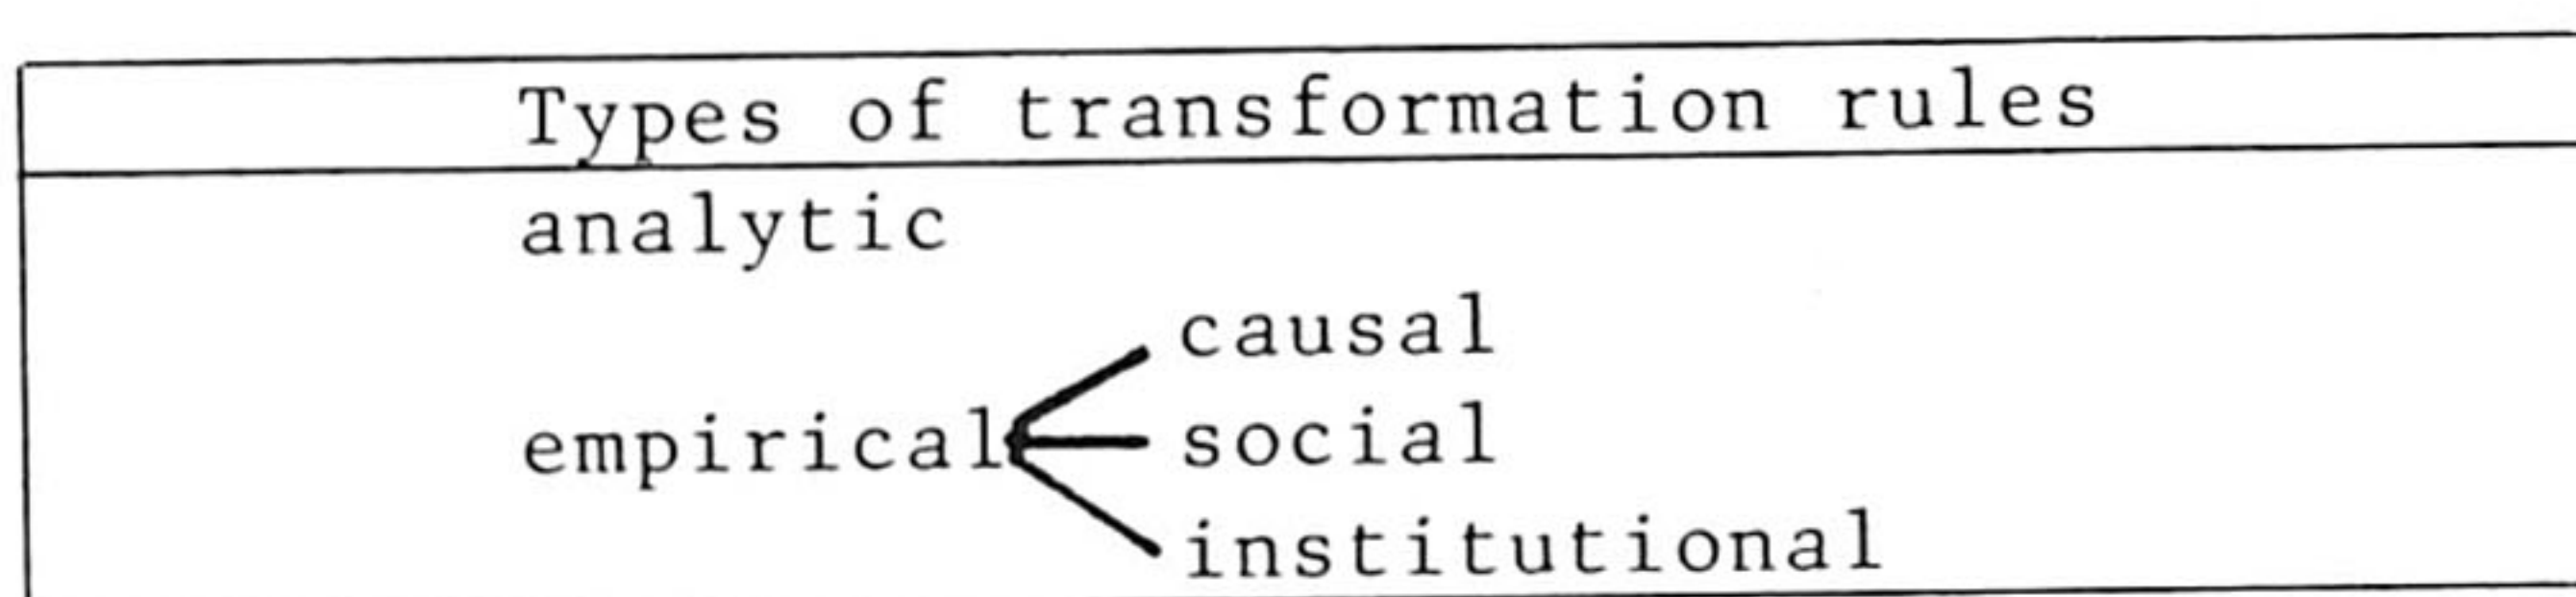 Types of transformation rules
analytic
causal
empirical social
institutional